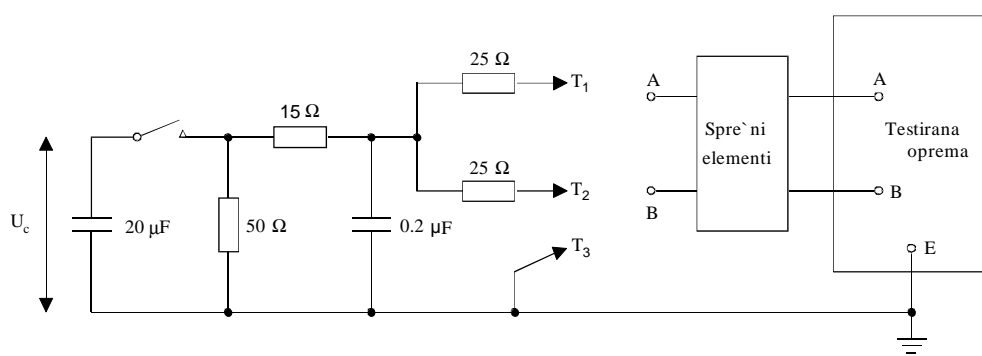 25 Ω
T1
A
A
15 Ω
Spre`ni
elementi
Testirana
oprema
25 Ω
T2
B
B
Uc
20 μF
50 Ω
0.2 μF
T3
E